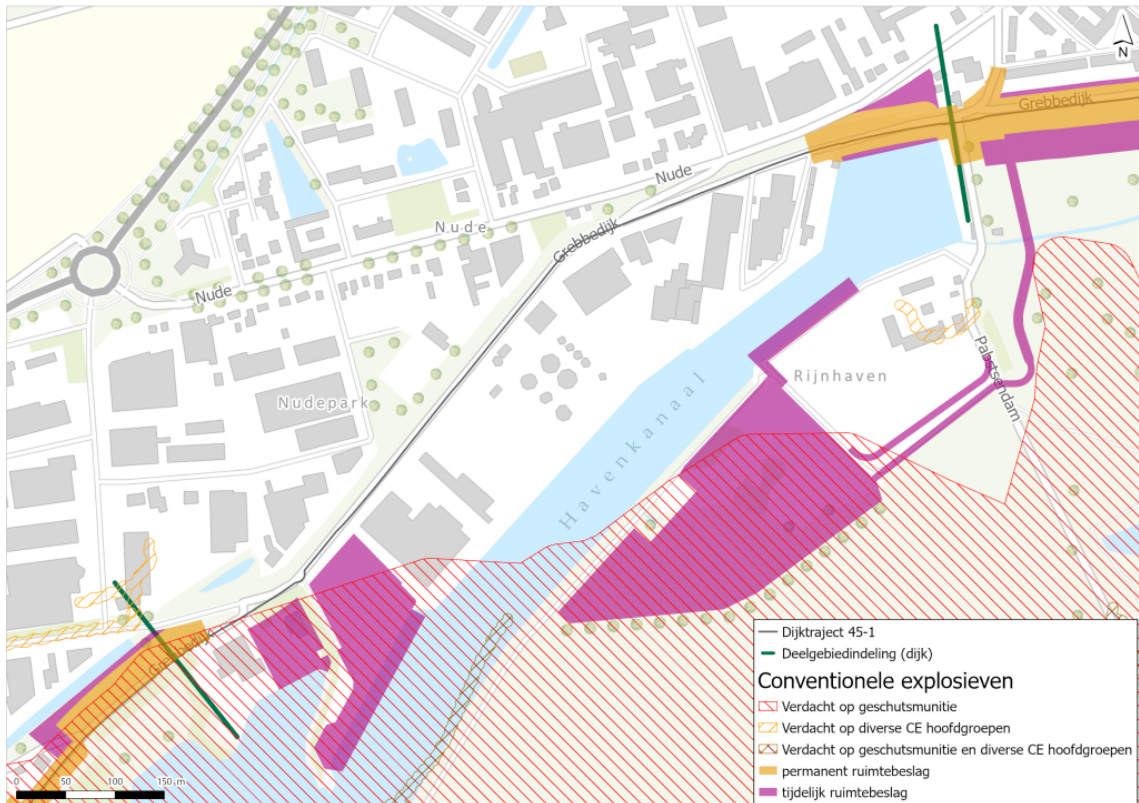 N
Grebbedijk
Nude
Nude
Grebbedijk
Nude
Pabstsendam
Rijnhaven
Nudepark
Havenkanaal
Grebbedijk
Dijktraject 45-1
Deelgebiedindeling (dijk)
Conventionele explosieven
Verdacht op geschutsmunitie
Verdacht op diverse CE hoofdgroepen
Verdacht op geschutsmunitie en diverse CE hoofdgroepen
permanent ruimtebeslag
tijdelijk ruimtebeslag
0 50 100 150 m